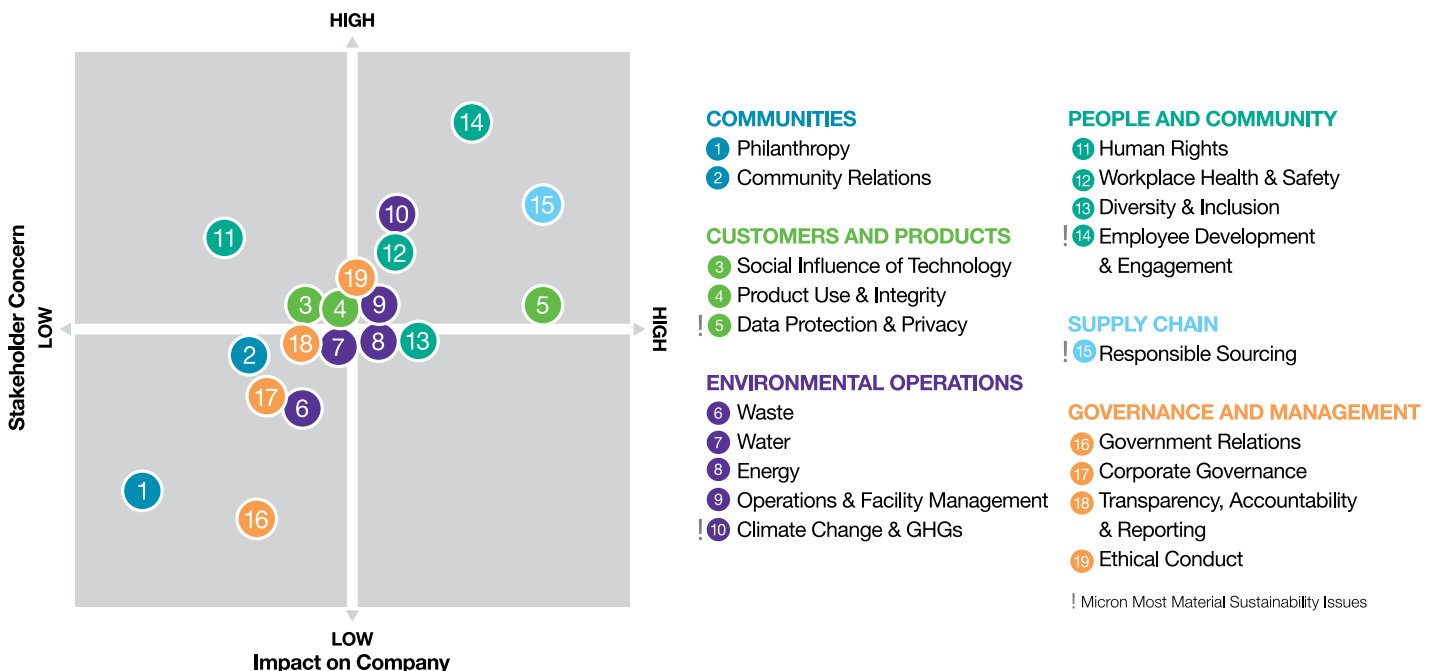 HIGH
Stakeholder Concern
LOW
HIGH
14
10
15
11
12
19
3
4
9
5
18
7
8
13
2
17
6
1
16
LOW
Impact on Company
COMMUNITIES
1 Philanthropy
2 Community Relations
CUSTOMERS AND PRODUCTS
3 Social Influence of Technology
4 Product Use & Integrity
! 5 Data Protection & Privacy
ENVIRONMENTAL OPERATIONS
6 Waste
7 Water
8 Energy
9 Operations & Facility Management
! 10 Climate Change & GHGs
PEOPLE AND COMMUNITY
11 Human Rights
12 Workplace Health & Safety
13 Diversity & Inclusion
! 14 Employee Development
& Engagement
SUPPLY CHAIN
! 15 Responsible Sourcing
GOVERNANCE AND MANAGEMENT
16 Government Relations
17 Corporate Governance
18 Transparency, Accountability
& Reporting
19 Ethical Conduct
! Micron Most Material Sustainability Issues